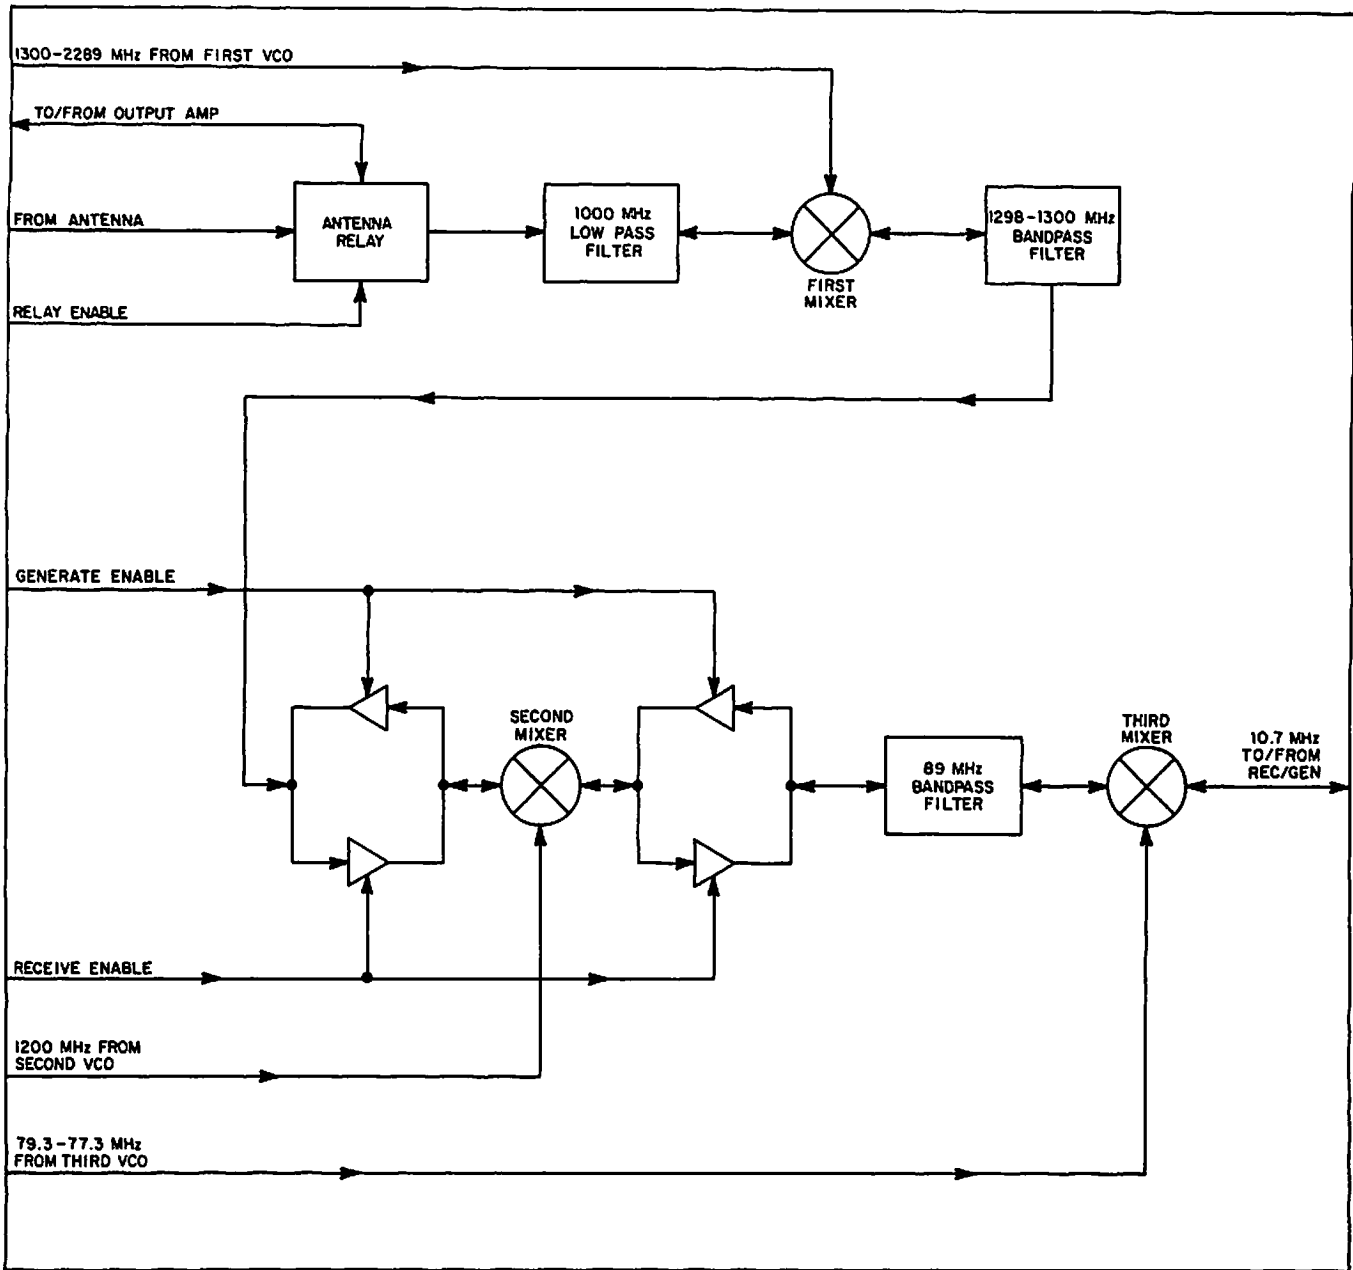 1300-2289 MHz FROM FIRST VCO
TO/FROM OUTPUT AMP
FROM ANTENNA
RELAY ENABLE
ANTENNA
RELAY
1000 MHz
LOW PASS
FILTER
FIRST
MIXER
1298-1300 MHz
BANDPASS
FILTER
GENERATE ENABLE
SECOND
MIXER
THIRD
MIXER
89 MHz
BANDPASS
FILTER
10.7 MHz
TO/FROM
REC/GEN
RECEIVE ENABLE
1200 MHz FROM
SECOND VCO
79.3-77.3 MHz
FROM THIRD VCO